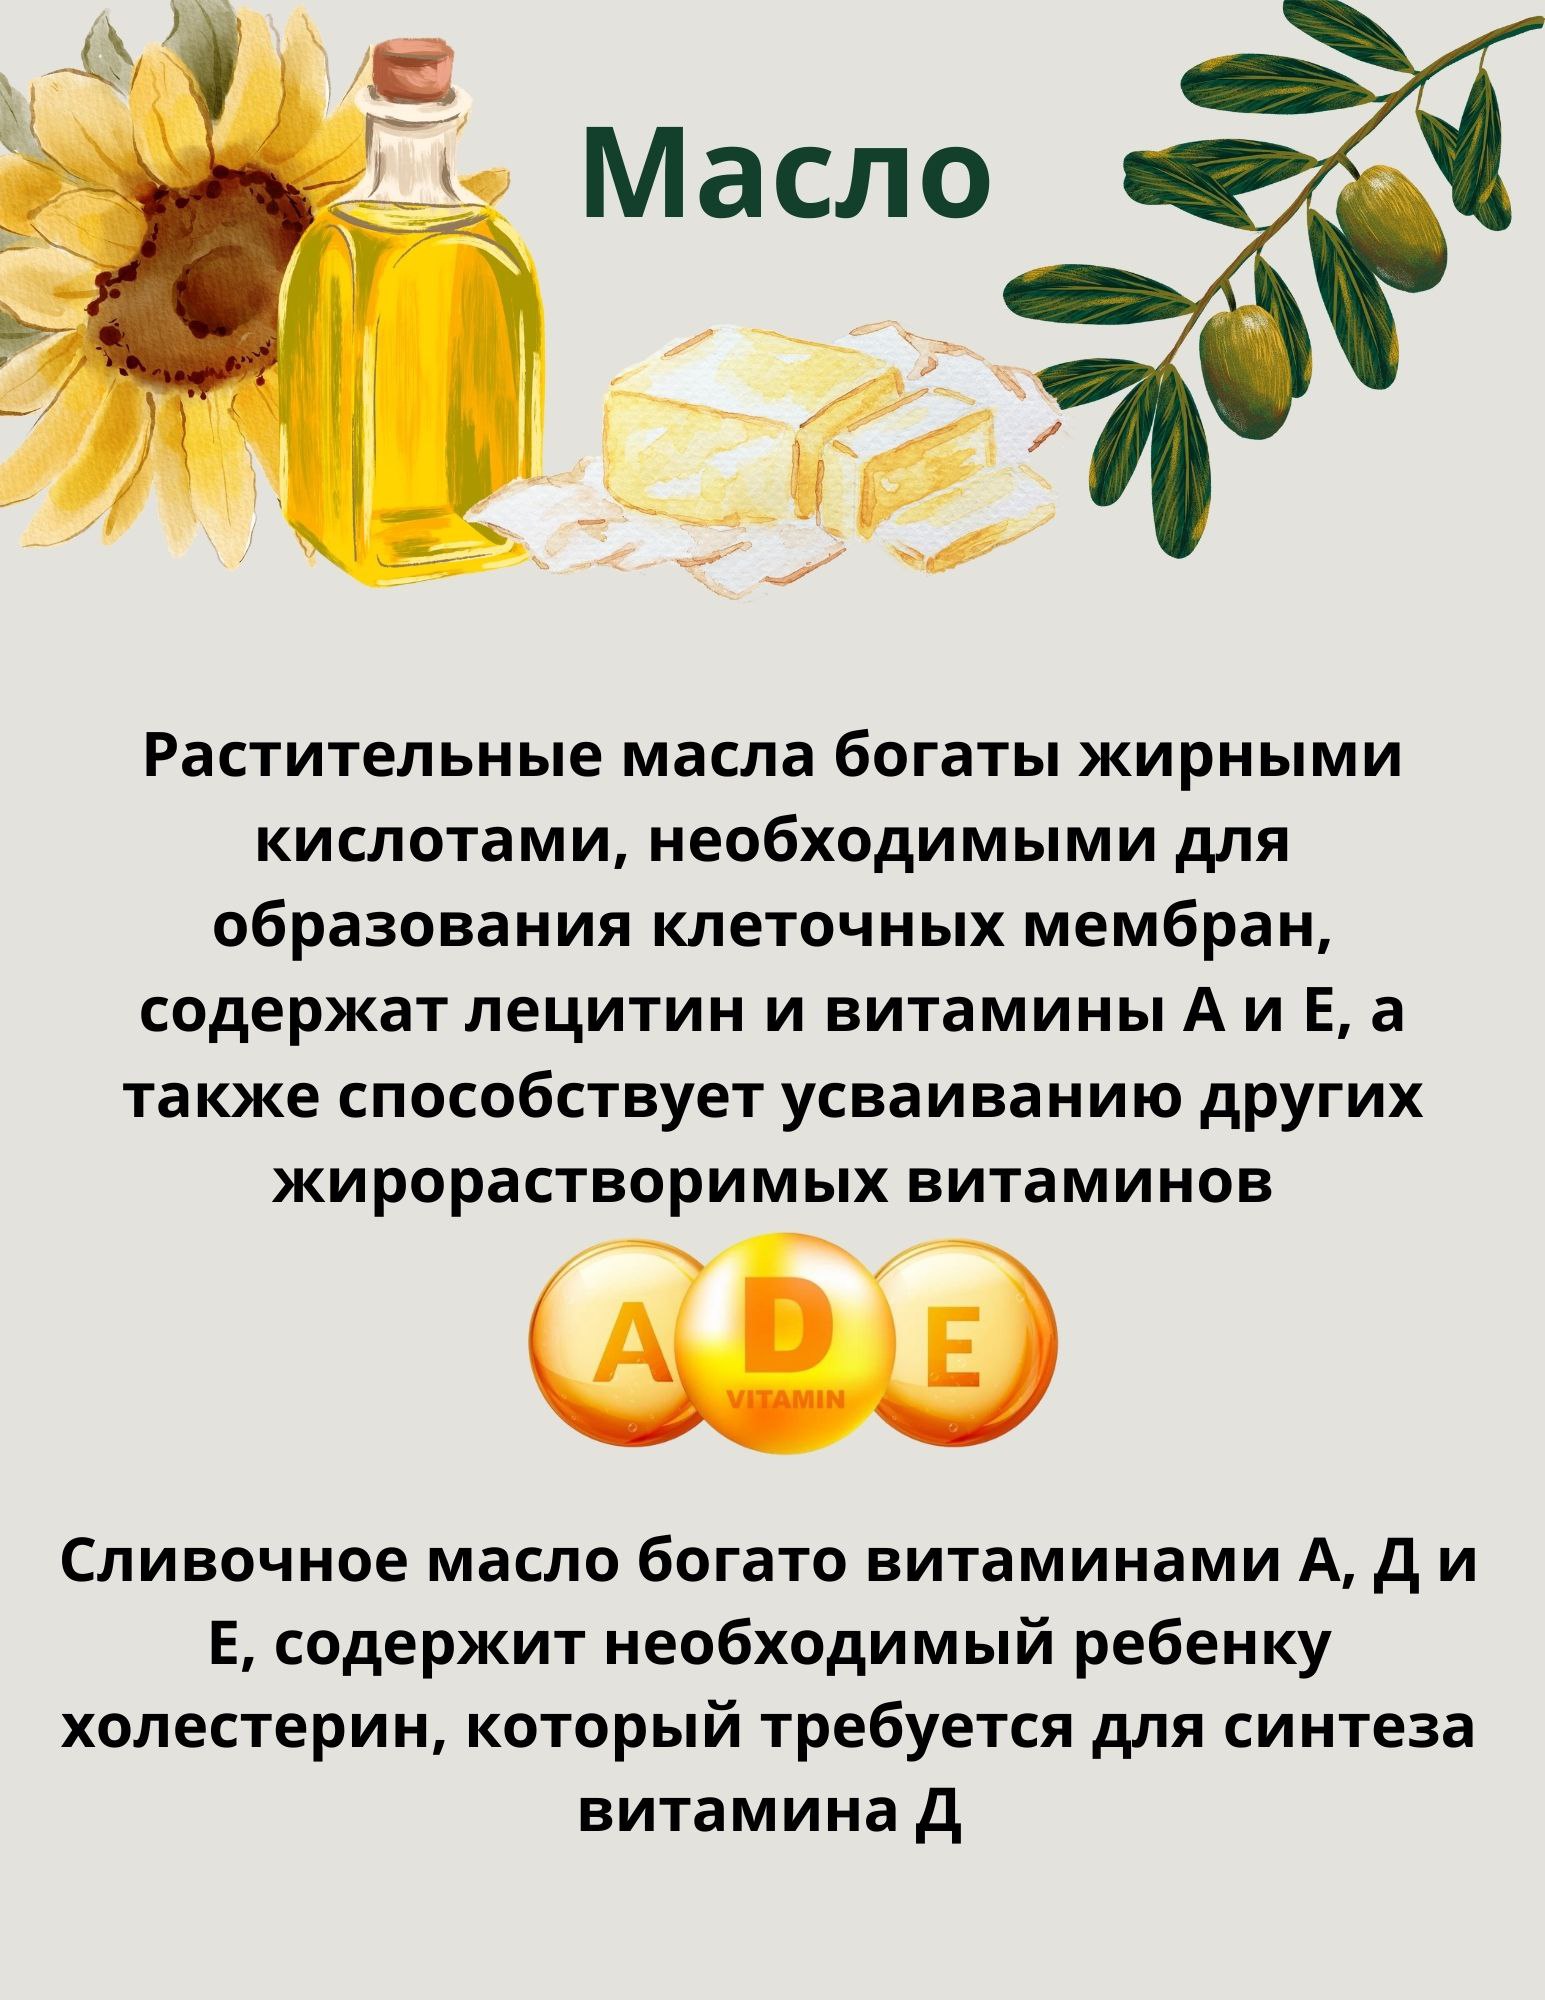 Масло
Растительные масла богаты жирными
кислотами, необходимыми для
образования клеточных мембран,
содержат лецитин и витамины А и Е, а
также способствует усваиванию других
жирорастворимых витаминов
A D E
VITAMIN
Сливочное масло богато витаминами А, Д и
Е, содержит необходимый ребенку
холестерин, который требуется для синтеза
витамина Д